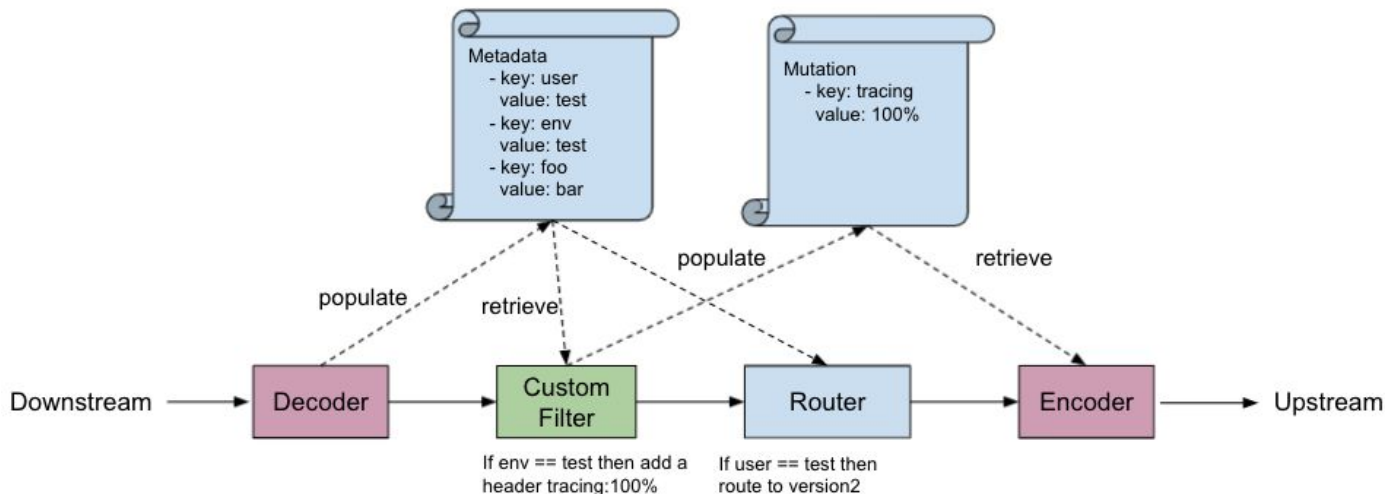 Metadata
- key: user
value: test
- key: env
value: test
- key: foo
value: bar
Mutation
- key: tracing
value: 100%
populate
retrieve
populate
retrieve
Downstream
Decoder
Custom
Filter
Router
Encoder
Upstream
If env == test then add a
header tracing:100%
If user == test then
route to version2